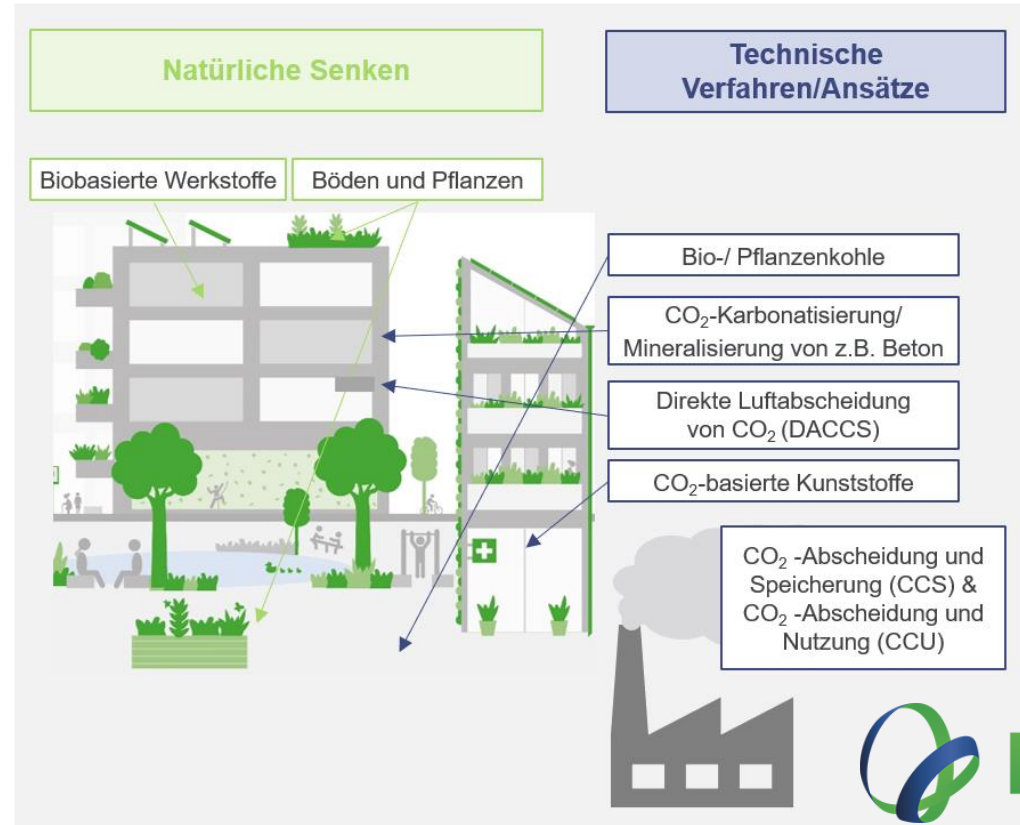 Natürliche Senken
Technische
Verfahren/Ansätze
Biobasierte Werkstoffe
Böden und Pflanzen
Bio-/ Pflanzenkohle
CO₂-Karbonatisierung/
Mineralisierung von z.B. Beton
Direkte Luftabscheidung
von CO₂ (DACCS)
CO₂-basierte Kunststoffe
CO₂ -Abscheidung und
Speicherung (CCS) &
CO₂ -Abscheidung und
Nutzung (CCU)